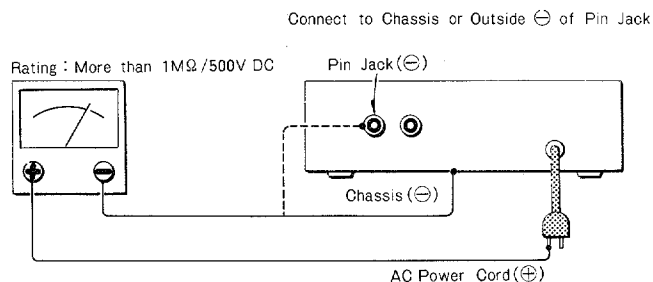 Connect to Chassis or Outside ⊖ of Pin Jack
Rating : More than 1MΩ/500V DC
Pin Jack(⊖)
Chassis(⊖)
AC Power Cord(⊕)